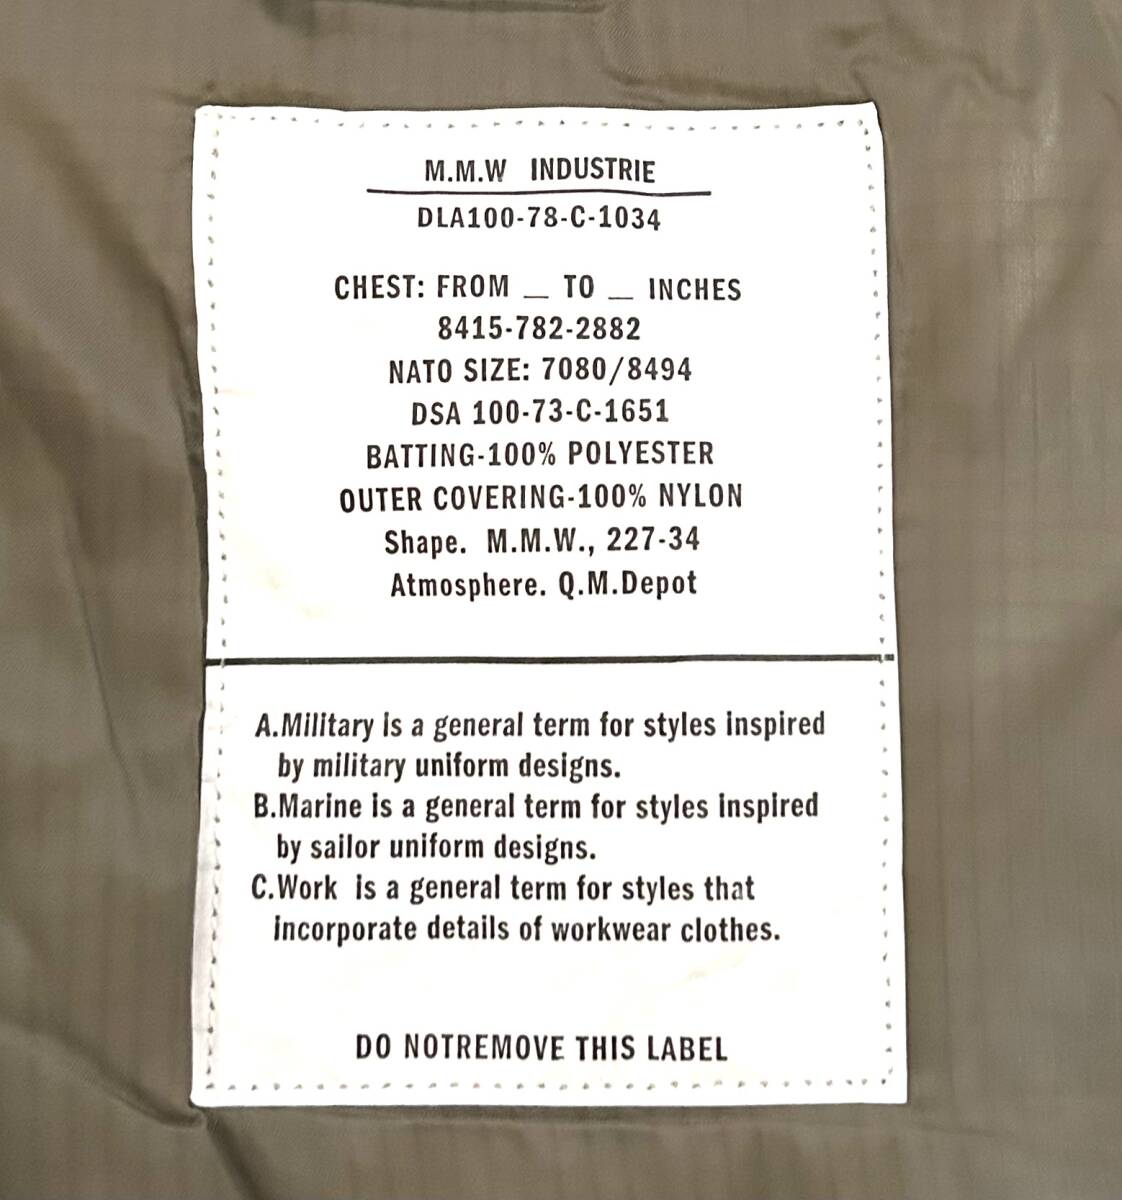 M.M.W INDUSTRIE
DLA100-78-C-1034
CHEST: FROM __ TO __ INCHES
8415-782-2882
NATO SIZE: 7080/8494
DSA 100-73-C-1651
BATTING-100% POLYESTER
OUTER COVERING-100% NYLON
Shape. M.M.W., 227-34
Atmosphere. Q.M.Depot
A.Military is a general term for styles inspired
by military uniform designs.
B.Marine is a general term for styles inspired
by sailor uniform designs.
C.Work is a general term for styles that
incorporate details of workwear clothes.
DO NOTREMOVE THIS LABEL